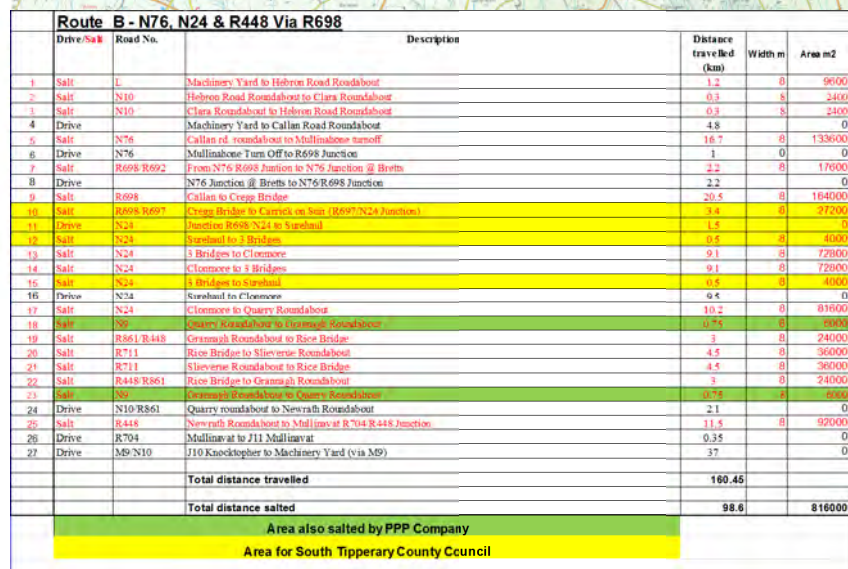 Route B - N76, N24 & R448 Via R698
Drive/Salt Road No. Description Distance travelled (km) Width m Area m2
1 Salt L Machinery Yard to Hebron Road Roadabout 1.2 8 9600
2 Salt N10 Hebron Road Roundabout to Clara Roundabout 0.3 8 2400
3 Salt N10 Clara Roundabout to Hebron Road Roundabout 0.3 8 2400
4 Drive Machinery Yard to Callan Road Roundabout 4.8 0
5 Salt N76 Callan rd. roundabout to Mullinahone turnoff 16.7 8 133600
6 Drive N76 Mullinahone Turn Off to R698 Junction 1 0 0
7 Salt R698/R692 From N76 R698 Juntion to N76 Junction @ Bretts 2.2 8 17600
8 Drive N76 Junction @ Bretts to N76/R698 Junction 2.2 0
9 Salt R698 Callan to Cregg Bridge 20.5 8 164000
10 Salt R698/R697 Cregg Bridge to Carrick on Suir (R697/N24 Junction) 3.4 8 27200
11 Drive N24 Junction R698/N24 to Surehaul 1.5 0
12 Salt N24 Surehaul to 3 Bridges 0.5 8 4000
13 Salt N24 3 Bridges to Clonmore 9.1 8 72800
14 Salt N24 Clonmore to 3 Bridges 9.1 8 72800
15 Salt N24 3 Bridges to Surehaul 0.5 8 4000
16 Drive N24 Surehaul to Clonmore 9.5 0
17 Salt N24 Clonmore to Quarry Roundabout 10.2 8 81600
18 Salt N9 Quarry Roundabout to Grannagh Roundabout 0.75 8 6000
19 Salt R861/R448 Grannagh Roundabout to Rice Bridge 3 8 24000
20 Salt R711 Rice Bridge to Slieverue Roundabout 4.5 8 36000
21 Salt R711 Slieverue Roundabout to Rice Bridge 4.5 8 36000
22 Salt R448/R861 Rice Bridge to Grannagh Roundabout 3 8 24000
23 Salt N9 Grannagh Roundabout to Quarry Roundabout 0.75 8 6000
24 Drive N10/R861 Quarry roundabout to Newrath Roundabout 2.1 0
25 Salt R448 Newrath Roundabout to Mullinavat R704/R448 Junction 11.5 8 92000
26 Drive R704 Mullinavat to J11 Mullinavat 0.35 0
27 Drive M9/N10 J10 Knocktopher to Machinery Yard (via M9) 37 0
Total distance travelled 160.45
Total distance salted 98.6 816000
Area also salted by PPP Company
Area for South Tipperary County Ccuncil